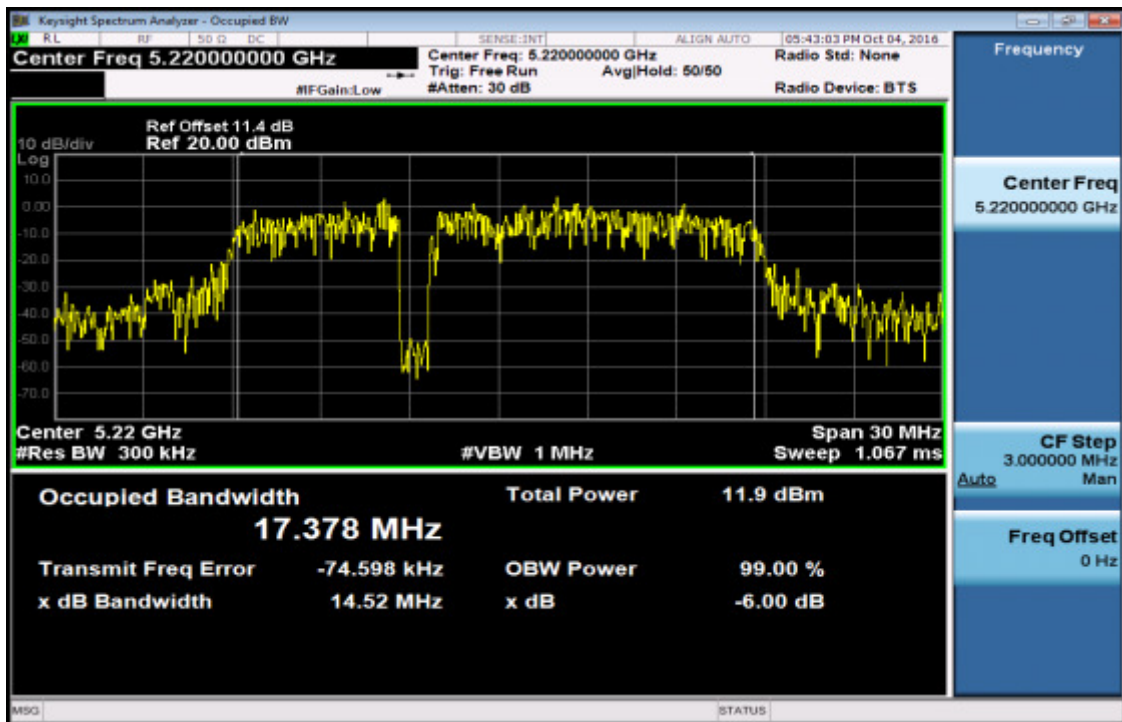 Keysight Spectrum Analyzer - Occupied BW
RL RF 50 Ω DC SENSE:INT ALIGN AUTO 05:43:03 PM Oct 04, 2016
Center Freq 5.220000000 GHz
Center Freq: 5.220000000 GHz Radio Std: None
Trig: Free Run Avg|Hold: 50/50
#IFGain:Low #Atten: 30 dB Radio Device: BTS
Ref Offset 11.4 dB
10 dB/div Ref 20.00 dBm
Log
10.0
0.00
-10.0
-20.0
-30.0
-40.0
-50.0
-60.0
-70.0
Center 5.22 GHz Span 30 MHz
#Res BW 300 kHz #VBW 1 MHz Sweep 1.067 ms
Occupied Bandwidth Total Power 11.9 dBm
17.378 MHz
Transmit Freq Error -74.598 kHz OBW Power 99.00 %
x dB Bandwidth 14.52 MHz x dB -6.00 dB
MSG STATUS
Frequency
Center Freq
5.220000000 GHz
CF Step
3.000000 MHz
Auto Man
Freq Offset
0 Hz